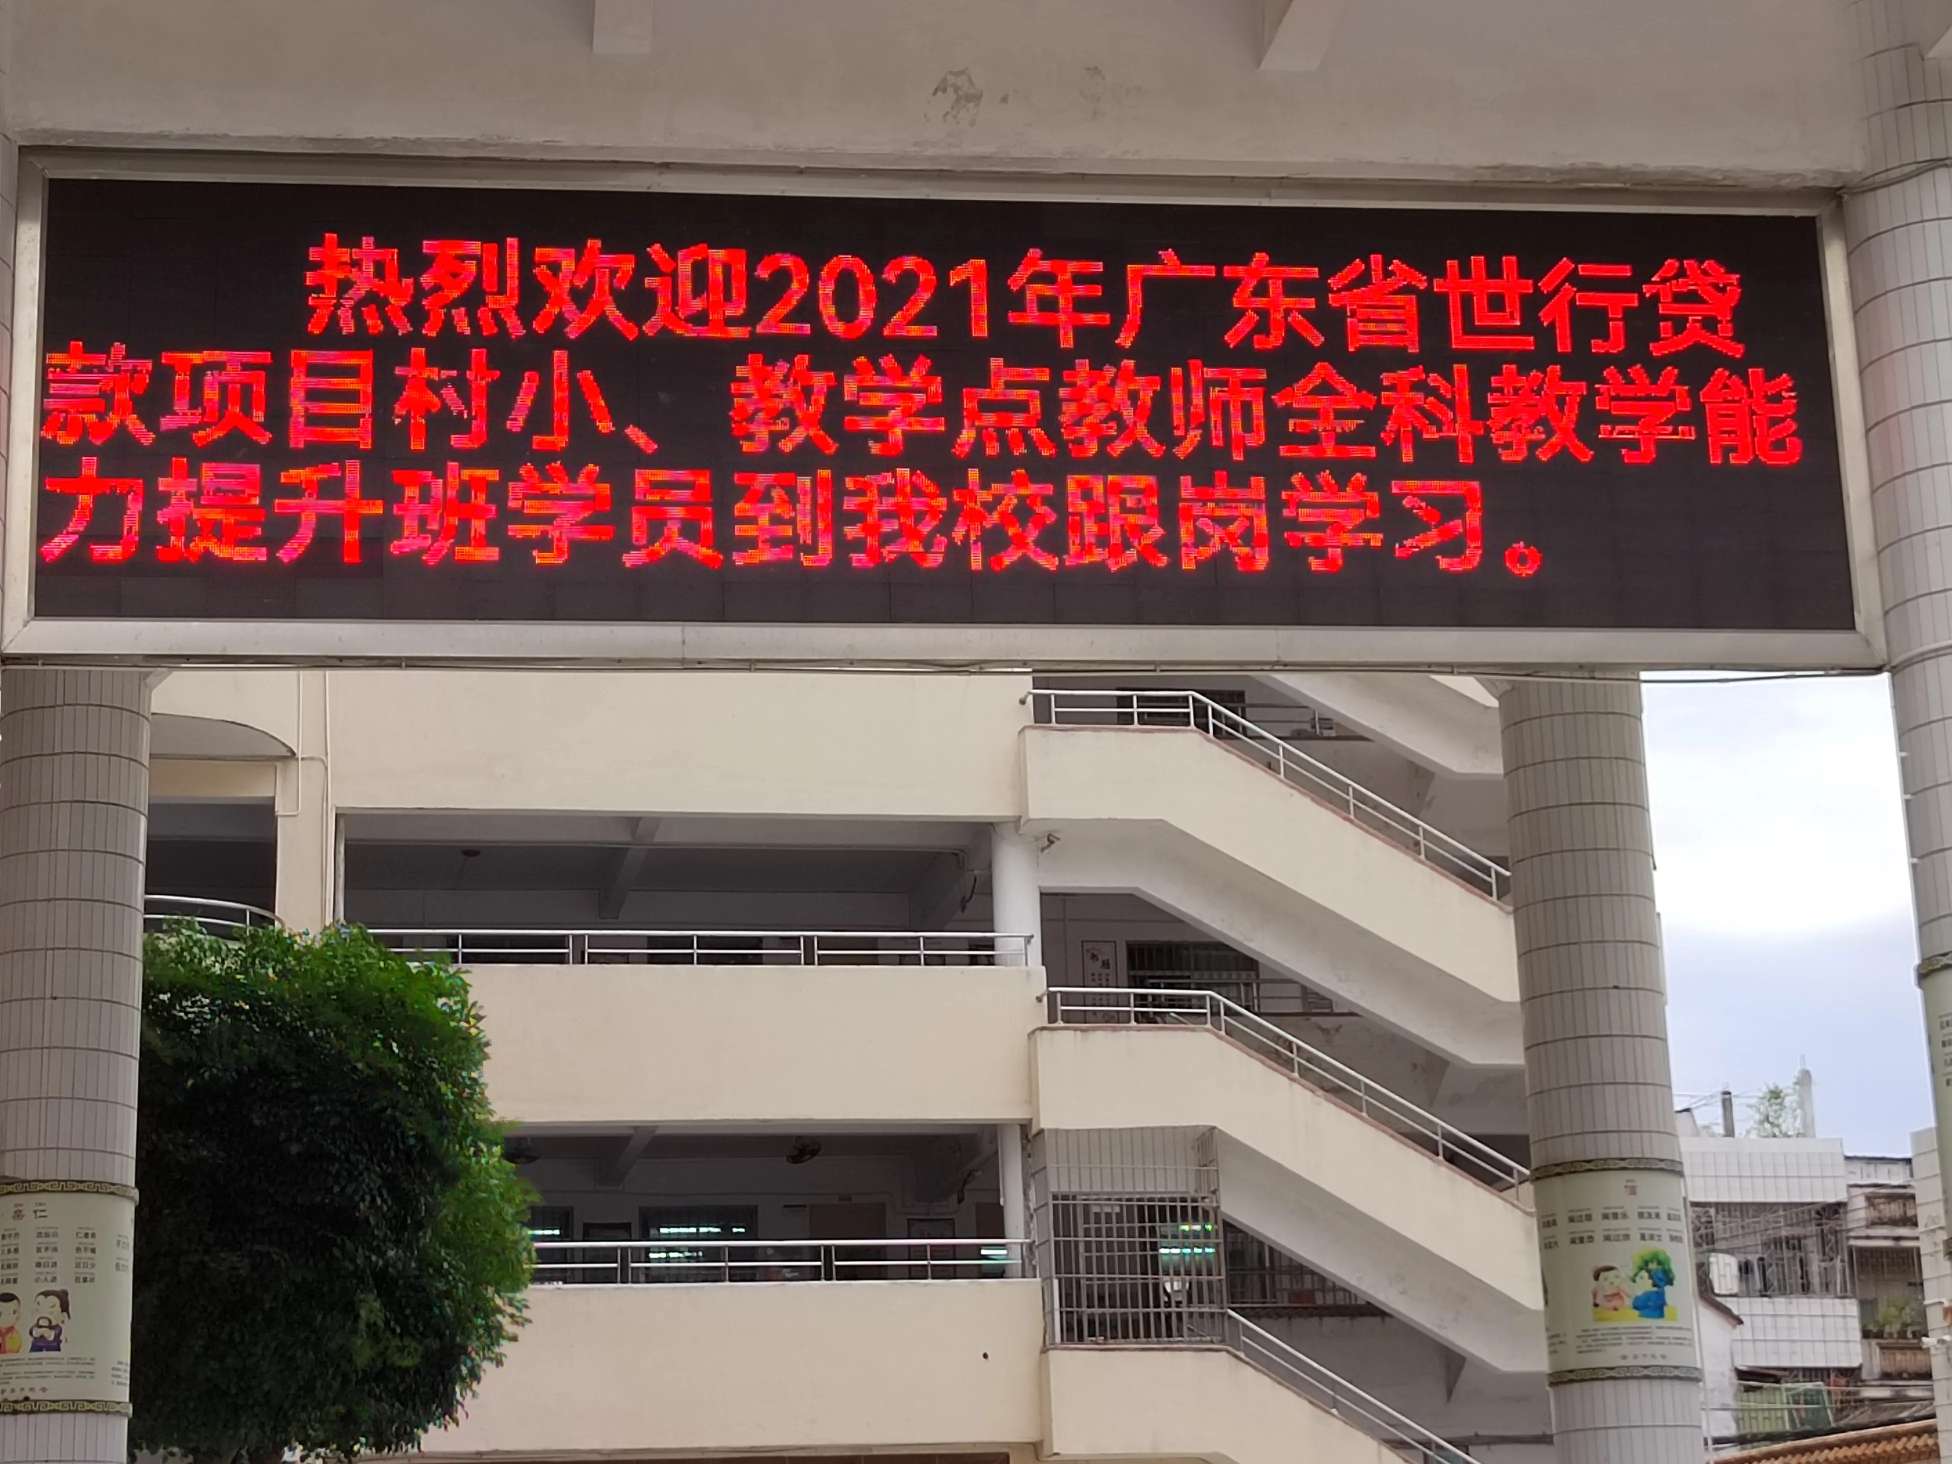 热烈欢迎2021年广东省世行贷
款项目村小、教学点教师全科教学能
力提升班学员到我校跟岗学习。
仁
信